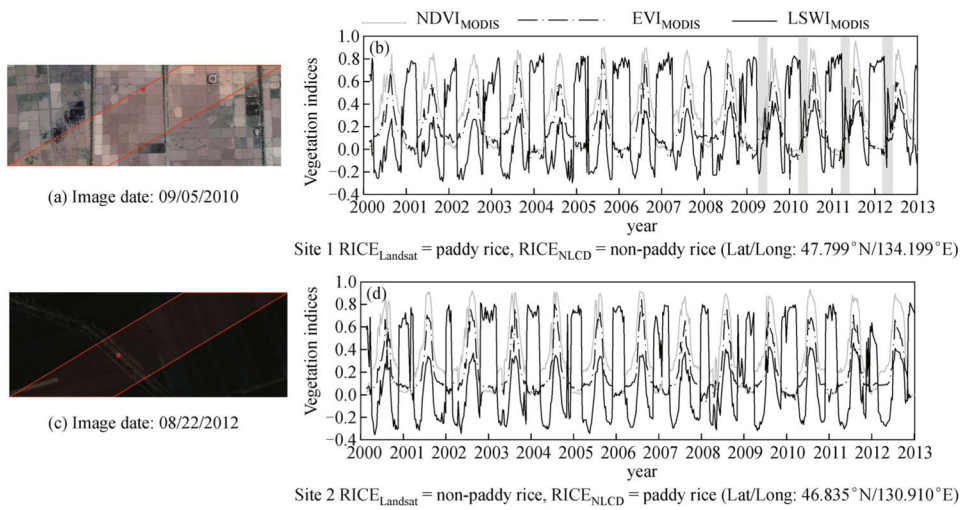 NDVI_MODIS EVI_MODIS LSWI_MODIS
(b)
Vegetation indices
1.0
0.8
0.6
0.4
0.2
0.0
−0.2
−0.4
2000 2001 2002 2003 2004 2005 2006 2007 2008 2009 2010 2011 2012 2013
year
(a) Image date: 09/05/2010
Site 1 RICE_Landsat = paddy rice, RICE_NLCD = non-paddy rice (Lat/Long: 47.799°N/134.199°E)
(d)
Vegetation indices
1.0
0.8
0.6
0.4
0.2
0.0
−0.2
−0.4
2000 2001 2002 2003 2004 2005 2006 2007 2008 2009 2010 2011 2012 2013
year
(c) Image date: 08/22/2012
Site 2 RICE_Landsat = non-paddy rice, RICE_NLCD = paddy rice (Lat/Long: 46.835°N/130.910°E)